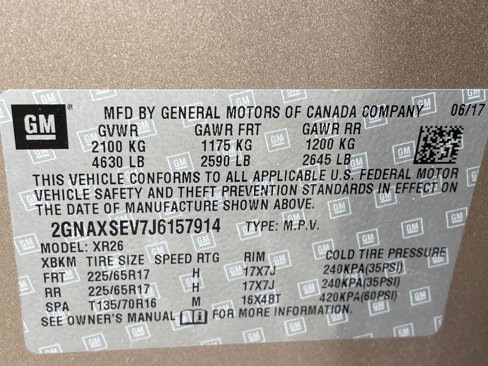 GM ® MFD BY GENERAL MOTORS OF CANADA COMPANY 06/17
GVWR GAWR FRT GAWR RR
2100 KG 1175 KG 1200 KG
4630 LB 2590 LB 2645 LB
THIS VEHICLE CONFORMS TO ALL APPLICABLE U.S. FEDERAL MOTOR
VEHICLE SAFETY AND THEFT PREVENTION STANDARDS IN EFFECT ON
THE DATE OF MANUFACTURE SHOWN ABOVE.
2GNAXSEV7J6157914 TYPE: M.P.V.
MODEL: XR26
XBKM TIRE SIZE SPEED RTG RIM COLD TIRE PRESSURE
FRT 225/65R17 H 17X7J 240KPA(35PSI)
RR 225/65R17 H 17X7J 240KPA(35PSI)
SPA T135/70R16 M 16X4BT 420KPA(60PSI)
SEE OWNER'S MANUAL FOR MORE INFORMATION.